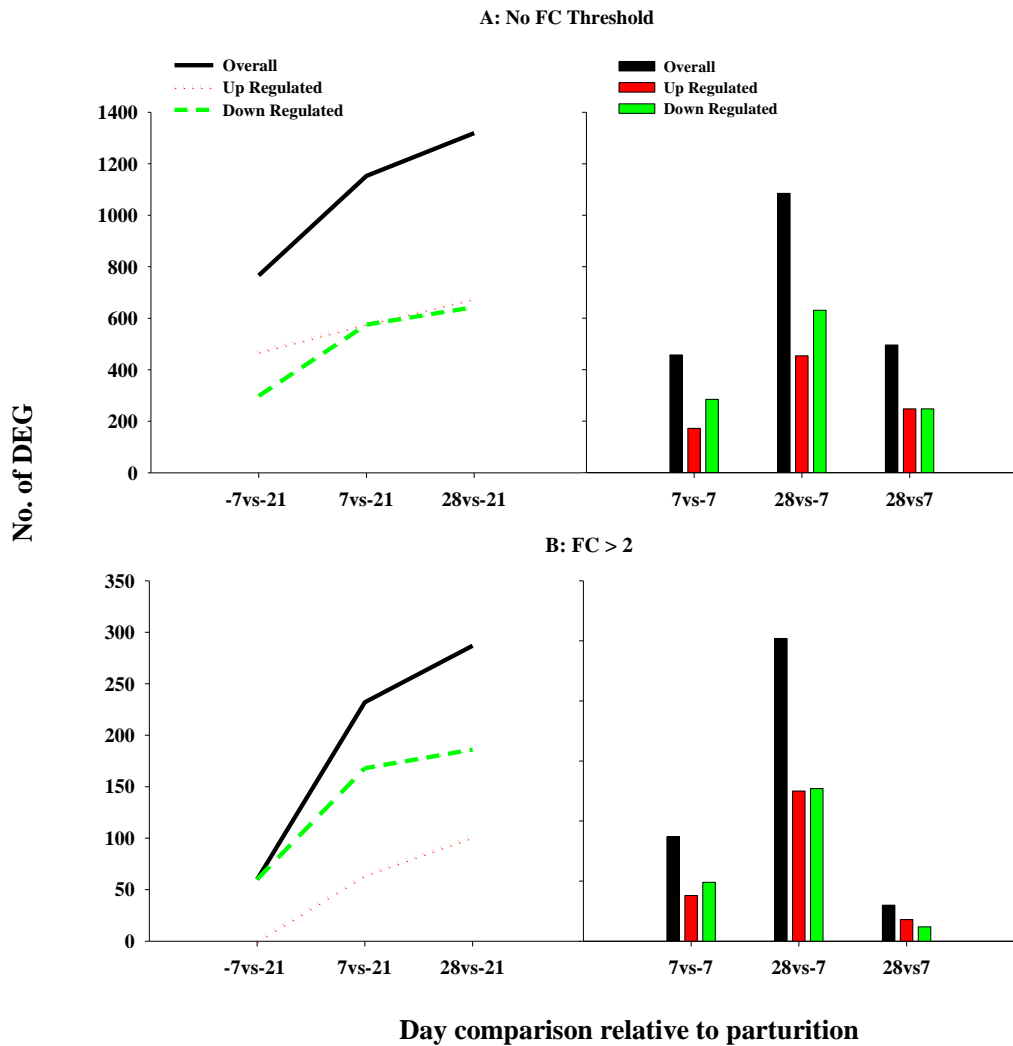 A: No FC Threshold
Overall
Up Regulated
Down Regulated
Overall
Up Regulated
Down Regulated
1400
1200
1000
800
600
400
200
0
-7vs-21
7vs-21
28vs-21
7vs-7
28vs-7
28vs7
No. of DEG
B: FC > 2
350
300
250
200
150
100
50
0
-7vs-21
7vs-21
28vs-21
7vs-7
28vs-7
28vs7
Day comparison relative to parturition